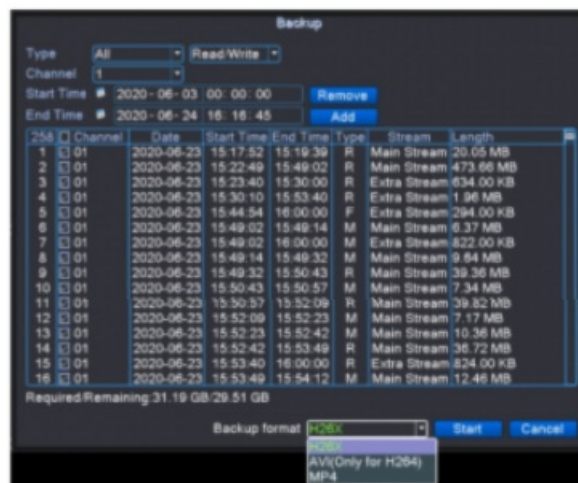 Backup
Type All Read/Write
Channel 1
Start Time 2020-06-03 00:00:00 Remove
End Time 2020-06-24 16:16:45 Add
258 Channel Date Start Time End Time Type Stream Length
1 01 2020-06-23 15:17:52 15:19:39 R Main Stream 20.05 MB
2 01 2020-06-23 15:22:49 15:49:02 R Main Stream 473.66 MB
3 01 2020-06-23 15:23:40 15:30:00 R Extra Stream 634.00 KB
4 01 2020-06-23 15:30:10 15:53:40 R Extra Stream 1.96 MB
5 01 2020-06-23 15:44:54 16:00:00 F Extra Stream 294.00 KB
6 01 2020-06-23 15:49:02 15:49:14 M Main Stream 6.37 MB
7 01 2020-06-23 15:49:02 16:00:00 M Extra Stream 822.00 KB
8 01 2020-06-23 15:49:14 15:49:32 M Main Stream 9.64 MB
9 01 2020-06-23 15:49:32 15:50:43 R Main Stream 39.36 MB
10 01 2020-06-23 15:50:43 15:50:57 M Main Stream 7.34 MB
11 01 2020-06-23 15:50:57 15:52:09 R Main Stream 39.82 MB
12 01 2020-06-23 15:52:09 15:52:23 M Main Stream 7.17 MB
13 01 2020-06-23 15:52:23 15:52:42 M Main Stream 10.36 MB
14 01 2020-06-23 15:52:42 15:53:49 R Main Stream 36.72 MB
15 01 2020-06-23 15:53:40 16:00:00 R Extra Stream 824.00 KB
16 01 2020-06-23 15:53:49 15:54:12 M Main Stream 12.46 MB
Required/Remaining:31.19 GB/29.51 GB
Backup format H26X Start Cancel
H26X
AVI(Only for H264)
MP4